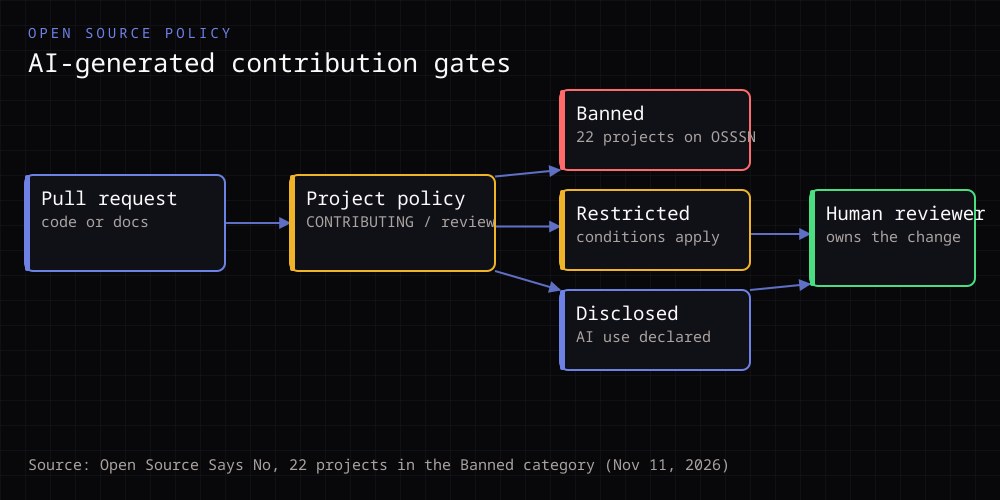 OPEN SOURCE POLICY
AI-generated contribution gates
Pull request
code or docs
Project policy
CONTRIBUTING / review
Banned
22 projects on OSSSN
Restricted
conditions apply
Disclosed
AI use declared
Human reviewer
owns the change
Source: Open Source Says No, 22 projects in the Banned category (Nov 11, 2026)